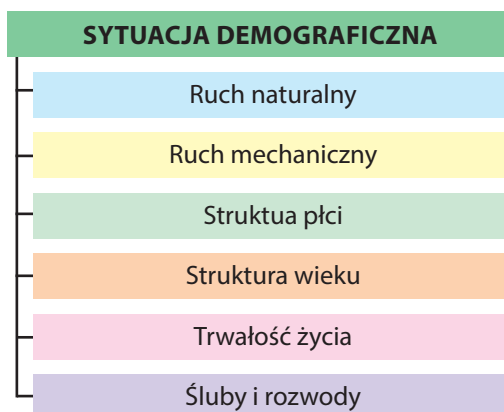 SYTUACJA DEMOGRAFICZNA
Ruch naturalny
Ruch mechaniczny
Struktua płci
Struktura wieku
Trwałość życia
Śluby i rozwody